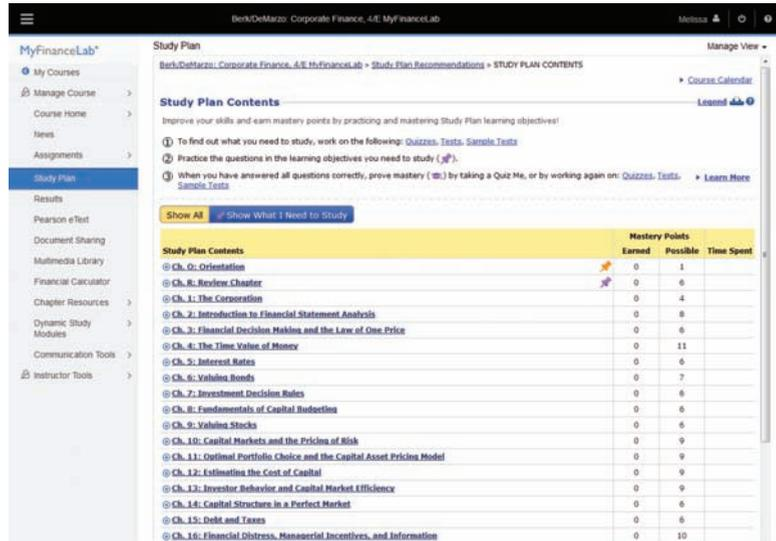 Berk/DeMarzo: Corporate Finance, 4/E MyFinanceLab
Melissa
MyFinanceLab
My Courses
Manage Course
Course Home
News
Assignments
Study Plan
Results
Pearson eText
Document Sharing
Multimedia Library
Financial Calculator
Chapter Resources
Dynamic Study
Modules
Communication Tools
Instructor Tools
Study Plan
Manage View
Berk/DeMarzo: Corporate Finance, 4/E MyFinanceLab > Study Plan Recommendations > STUDY PLAN CONTENTS
Course Calendar
Study Plan Contents
Legend
Improve your skills and earn mastery points by practicing and mastering Study Plan learning objectives!
1 To find out what you need to study, work on the following: Quizzes, Tests, Sample Tests
2 Practice the questions in the learning objectives you need to study ( ).
3 When you have answered all questions correctly, prove mastery ( ) by taking a Quiz Me, or by working again on: Quizzes, Tests,
Sample Tests
Learn More
Show All Show What I Need to Study
Mastery Points
Study Plan Contents Earned Possible Time Spent
Ch. O: Orientation 0 1
Ch. R: Review Chapter 0 6
Ch. 1: The Corporation 0 4
Ch. 2: Introduction to Financial Statement Analysis 0 8
Ch. 3: Financial Decision Making and the Law of One Price 0 6
Ch. 4: The Time Value of Money 0 11
Ch. 5: Interest Rates 0 6
Ch. 6: Valuing Bonds 0 7
Ch. 7: Investment Decision Rules 0 6
Ch. 8: Fundamentals of Capital Budgeting 0 6
Ch. 9: Valuing Stocks 0 6
Ch. 10: Capital Markets and the Pricing of Risk 0 9
Ch. 11: Optimal Portfolio Choice and the Capital Asset Pricing Model 0 9
Ch. 12: Estimating the Cost of Capital 0 9
Ch. 13: Investor Behavior and Capital Market Efficiency 0 9
Ch. 14: Capital Structure in a Perfect Market 0 6
Ch. 15: Debt and Taxes 0 6
Ch. 16: Financial Distress, Managerial Incentives, and Information 0 10